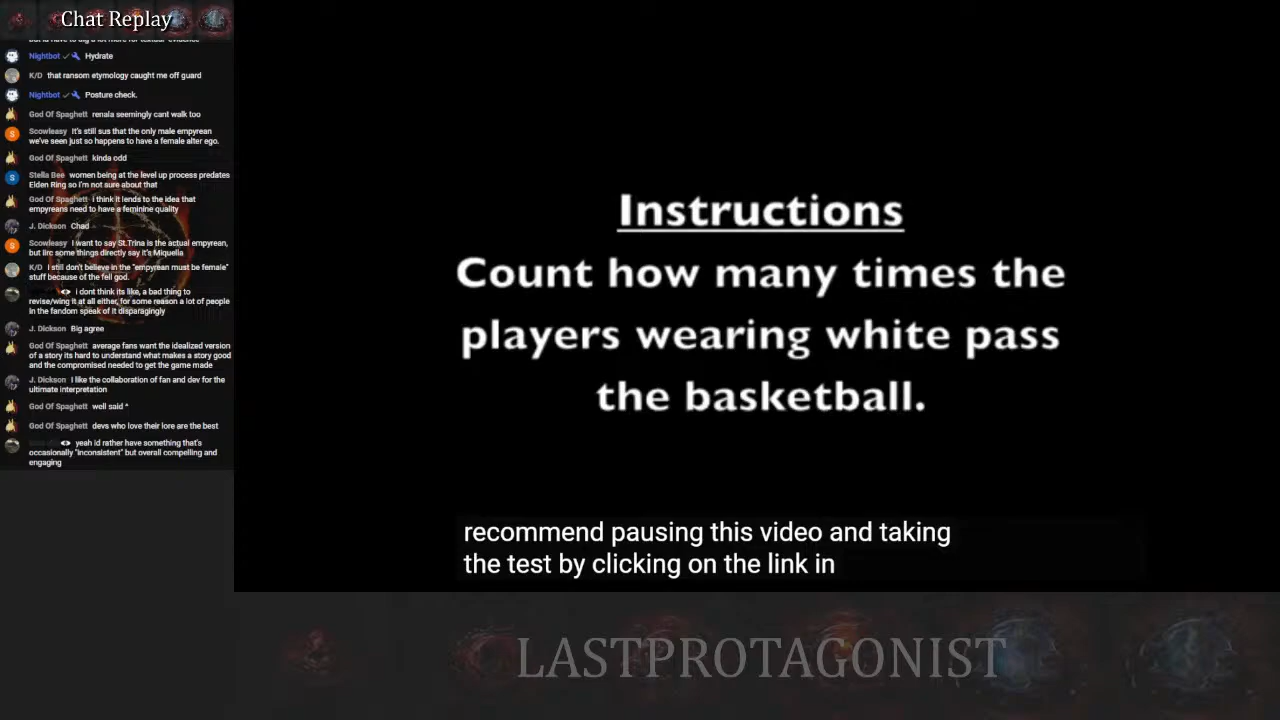 Chat Replay
Nightbot Hydrate
K/D that ransom etymology caught me off guard
Nightbot Posture check.
God Of Spaghett renala seemingly cant walk too
Scowleasy It's still sus that the only male empyrean
we've seen just so happens to have a female alter ego.
God Of Spaghett kinda odd
Stella Bee women being at the level up process predates
Elden Ring so I'm not sure about that
God Of Spaghett i think it lends to the idea that
empyreans need to have a feminine quality
J. Dickson Chad
Scowleasy I want to say St.Trina is the actual empyrean,
but iirc some things directly say it's Miquella
K/D I still don't believe in the "empyrean must be female"
stuff because of the fell god.
i dont think its like, a bad thing to
revise/wing it at all either, for some reason a lot of people
in the fandom speak of it disparagingly
J. Dickson Big agree
God Of Spaghett average fans want the idealized version
of a story its hard to understand what makes a story good
and the compromised needed to get the game made
J. Dickson I like the collaboration of fan and dev for the
ultimate interpretation
God Of Spaghett well said ^
God Of Spaghett devs who love their lore are the best
yeah id rather have something that's
occasionally "inconsistent" but overall compelling and
engaging
Instructions
Count how many times the
players wearing white pass
the basketball.
recommend pausing this video and taking
the test by clicking on the link in
LASTPROTAGONIST